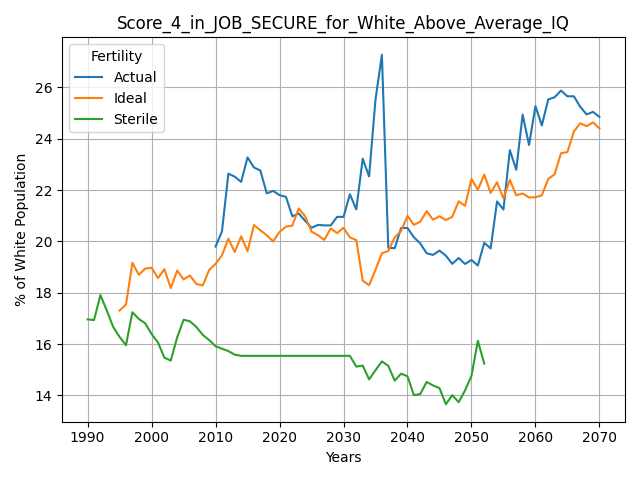 Score_4_in_JOB_SECURE_for_White_Above_Average_IQ
Fertility
Actual
Ideal
Sterile
% of White Population
26
24
22
20
18
16
14
1990 2000 2010 2020 2030 2040 2050 2060 2070
Years